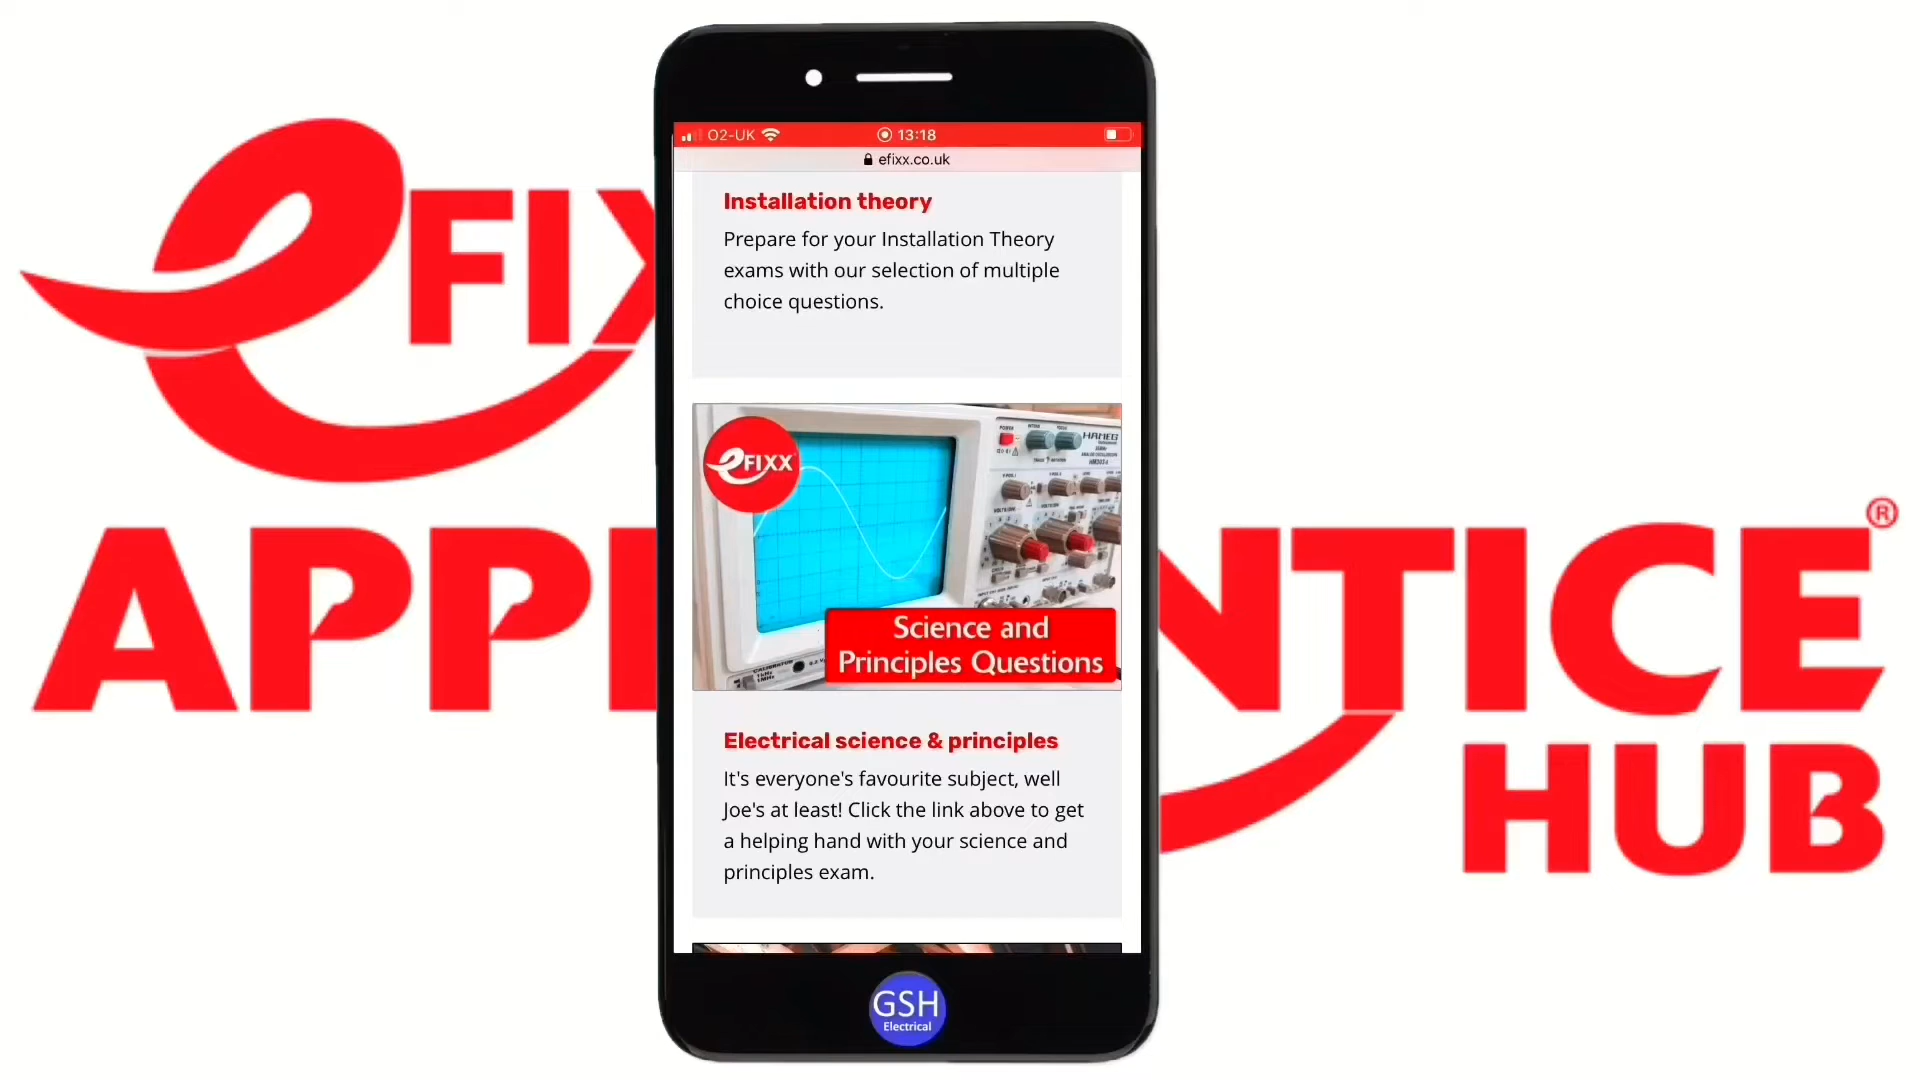 eFIX
APP NTICE ®
HUB
O2-UK 13:18
efixx.co.uk
Installation theory
Prepare for your Installation Theory
exams with our selection of multiple
choice questions.
eFIXX
POWER
HAMEG
Science and
Principles Questions
Electrical science & principles
It's everyone's favourite subject, well
Joe's at least! Click the link above to get
a helping hand with your science and
principles exam.
GSH
Electrical